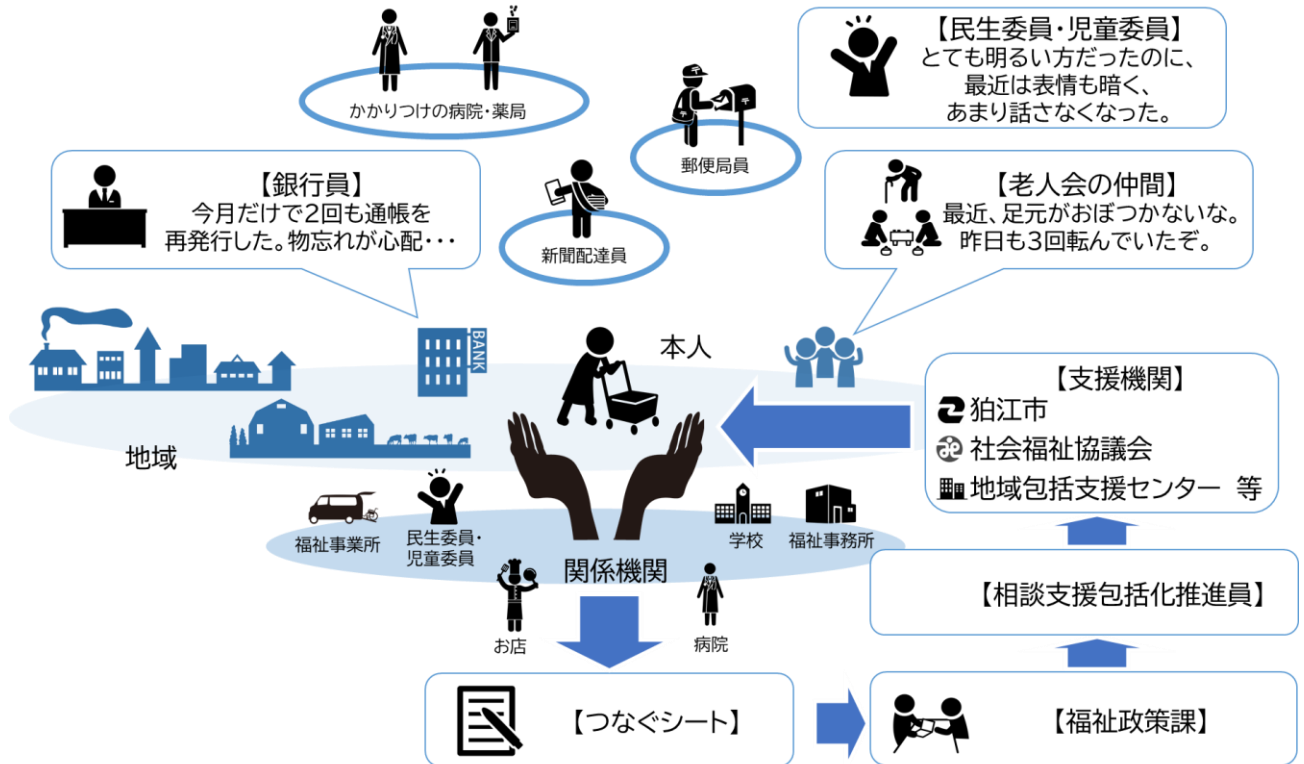 かかりつけの病院・薬局
郵便局員
新聞配達員
【民生委員・児童委員】
とても明るい方だったのに、
最近は表情も暗く、
あまり話さなくなった。
【銀行員】
今月だけで2回も通帳を
再発行した。物忘れが心配・・・
【老人会の仲間】
最近、足元がおぼつかないな。
昨日も3回転んでいたぞ。
BANK
本人
地域
【支援機関】
狛江市
社会福祉協議会
地域包括支援センター 等
福祉事業所
民生委員・
児童委員
学校
福祉事務所
関係機関
お店
病院
【相談支援包括化推進員】
【つなぐシート】
【福祉政策課】